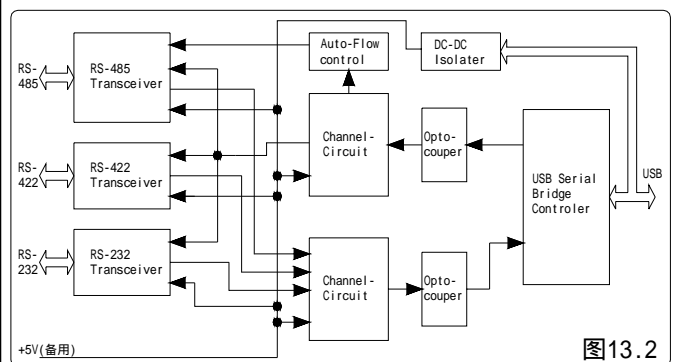 RS-
485
RS-485
Transceiver
Auto-Flow
control
DC-DC
Isolater
RS-
422
RS-422
Transceiver
Channel-
Circuit
Opto-
couper
USB Serial
Bridge
Controler
USB
RS-
232
RS-232
Transceiver
Channel-
Circuit
Opto-
couper
+5V(备用)
图13.2